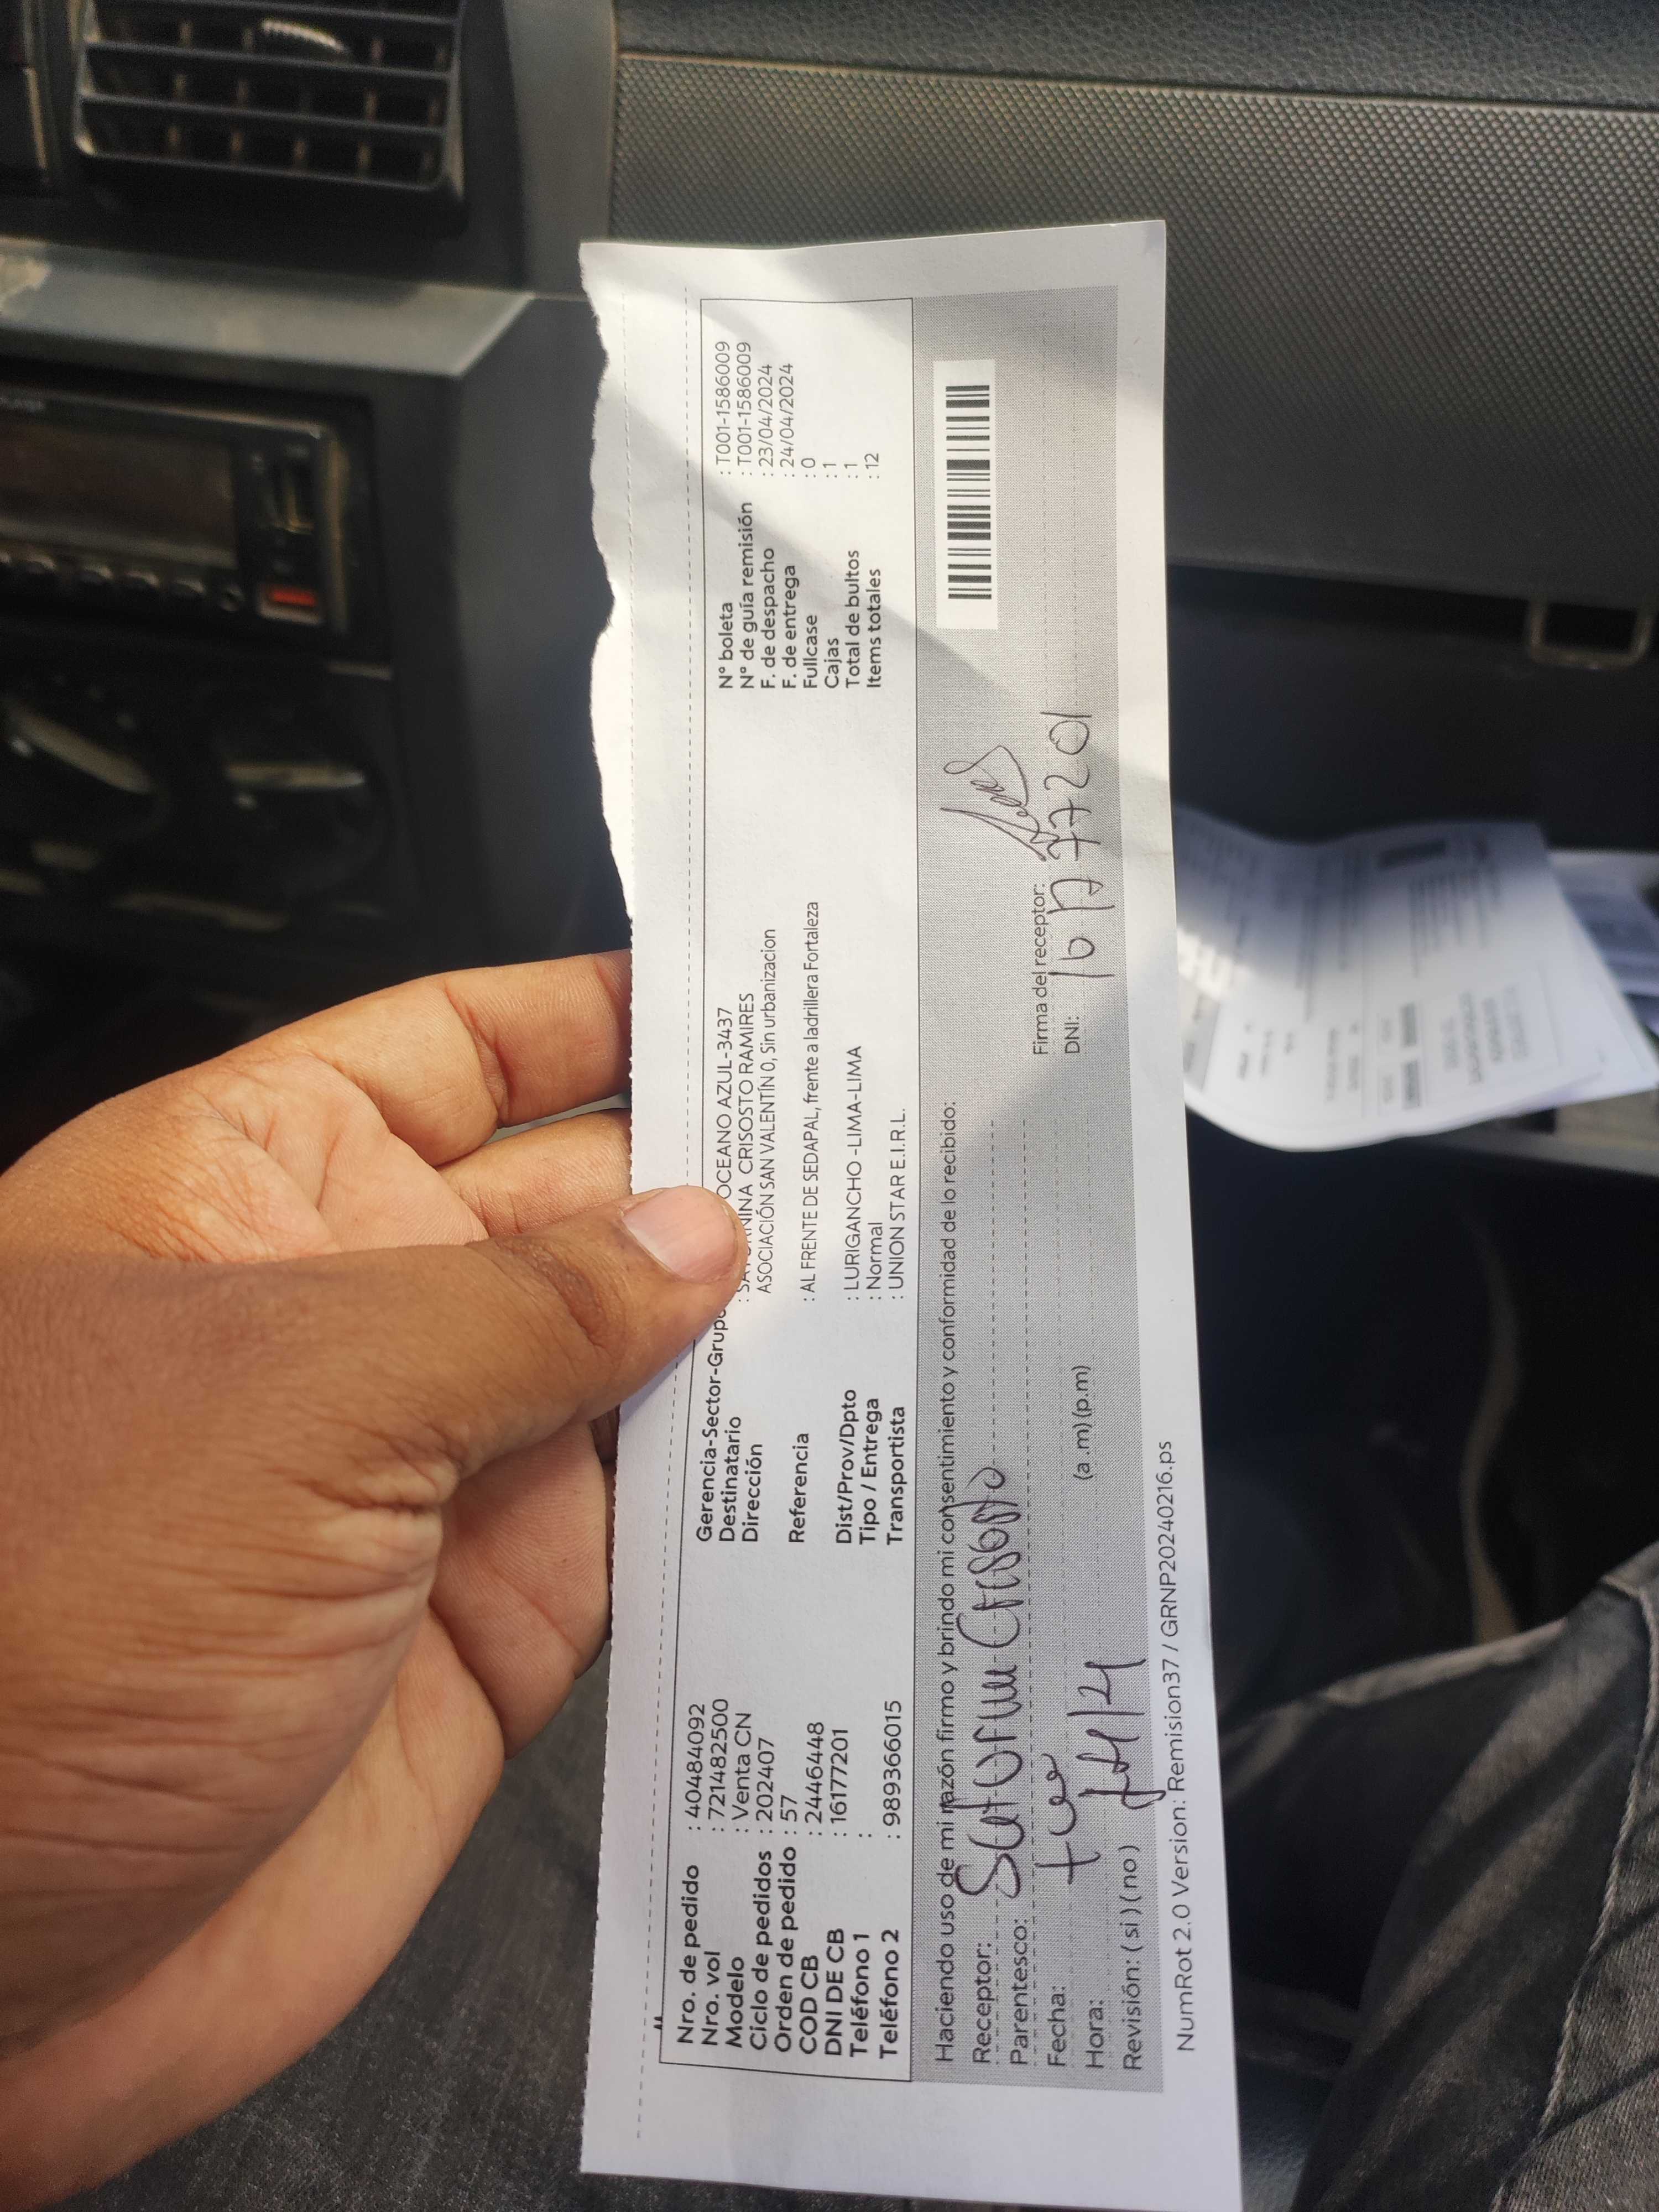 Nro. de pedido : 40484092
Nro. vol : 721482500
Modelo : Venta CN
Ciclo de pedidos : 202407
Orden de pedido : 57
COD CB : 24446448
DNI DE CB : 16177201
Teléfono 1 :
Teléfono 2 : 989366015
Gerencia-Sector-Grupo OCEANO AZUL-3437
Destinatario : CRISOSTO RAMIRES
Dirección ASOCIACIÓN SAN VALENTÍN 0, Sin urbanizacion
Referencia : AL FRENTE DE SEDAPAL, frente a ladrillera Fortaleza
Dist/Prov/Dpto : LURIGANCHO -LIMA-LIMA
Tipo / Entrega : Normal
Transportista : UNION STAR E.I.R.L.
N° boleta : T001-1586009
N° de guía remisión : T001-1586009
F. de despacho : 23/04/2024
F. de entrega : 24/04/2024
Fullcase : 0
Cajas : 1
Total de bultos : 1
Items totales : 12
Haciendo uso de mi razón firmo y brindo mi consentimiento y conformidad de lo recibido:
Receptor:
Parentesco:
Fecha:
Hora: (a .m) (p.m)
Revisión: ( si ) ( no )
Firma del receptor:
DNI: 16177201
NumRot 2.0 Version: Remision37 / GRNP20240216.ps